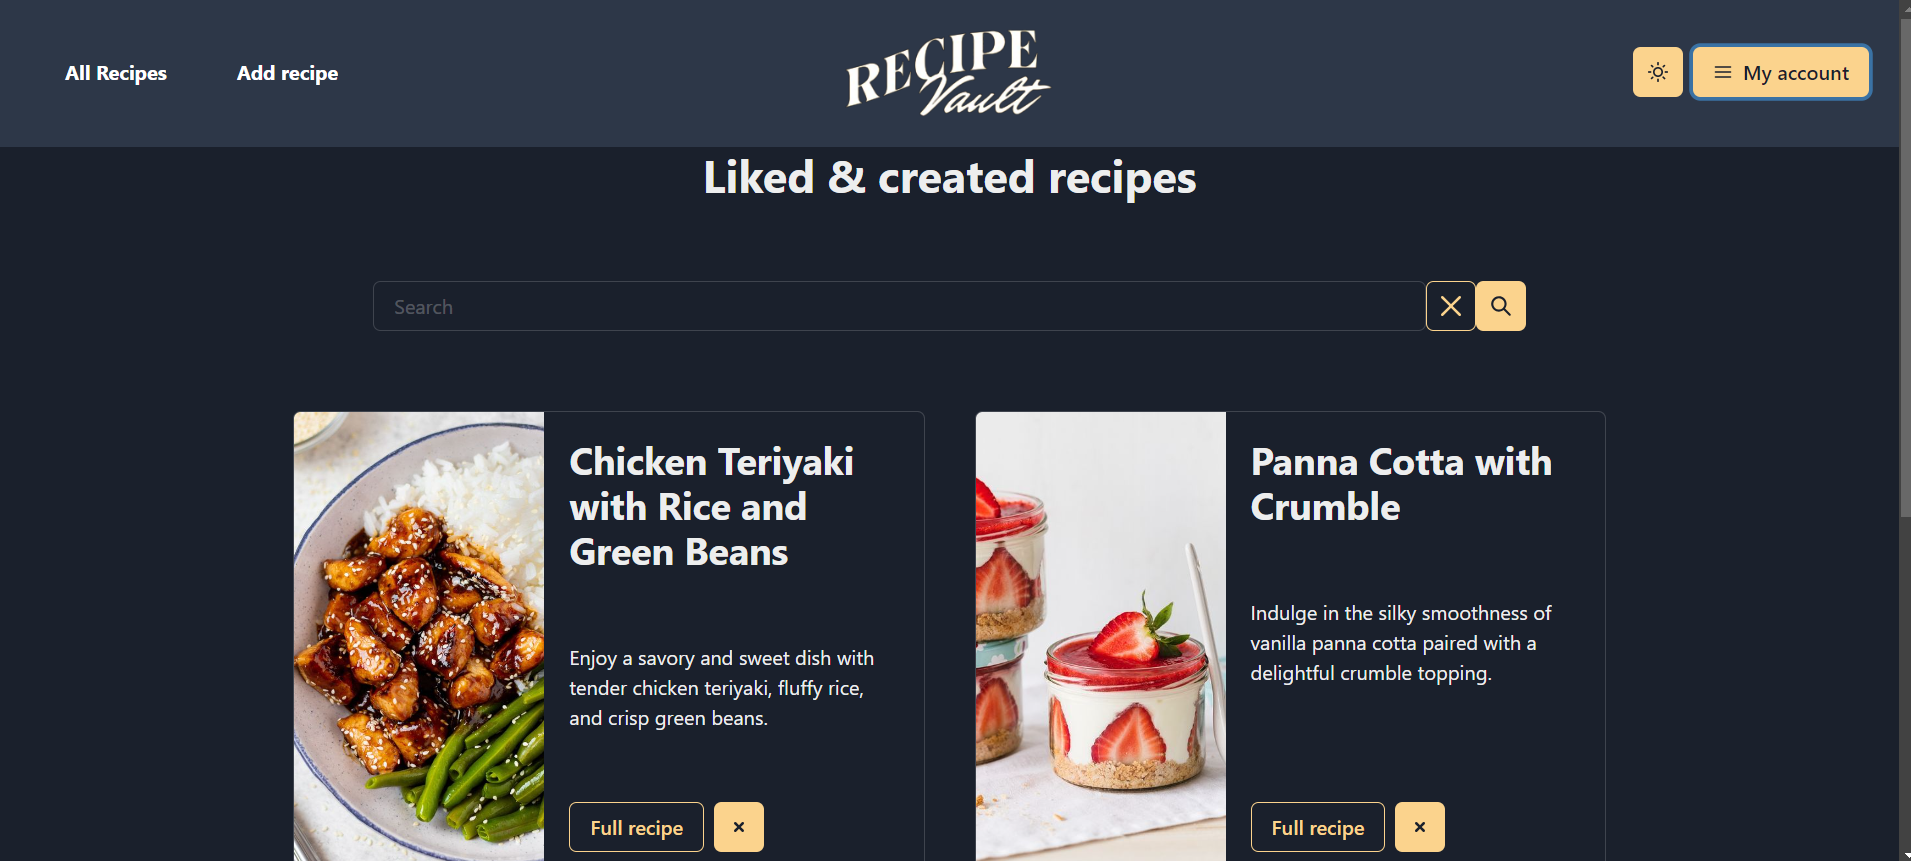 All Recipes
Add recipe
RECIPE
Vault
My account
Liked & created recipes
Search
Chicken Teriyaki
with Rice and
Green Beans
Enjoy a savory and sweet dish with
tender chicken teriyaki, fluffy rice,
and crisp green beans.
Full recipe
Panna Cotta with
Crumble
Indulge in the silky smoothness of
vanilla panna cotta paired with a
delightful crumble topping.
Full recipe